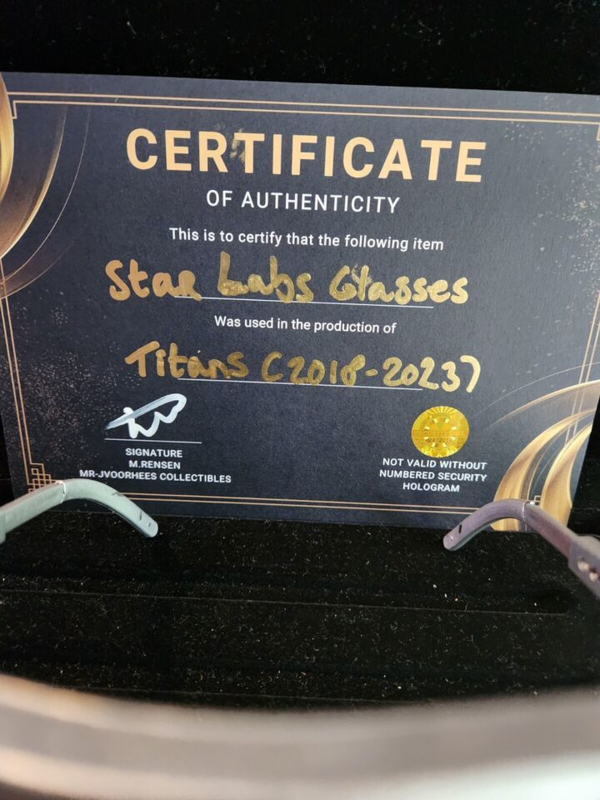 CERTIFICATE
OF AUTHENTICITY
This is to certify that the following item
Star Labs Glasses
Was used in the production of
Titans (2018-2023)
SIGNATURE
M.RENSEN
MR-JVOORHEES COLLECTIBLES
NOT VALID WITHOUT
NUMBERED SECURITY
HOLOGRAM